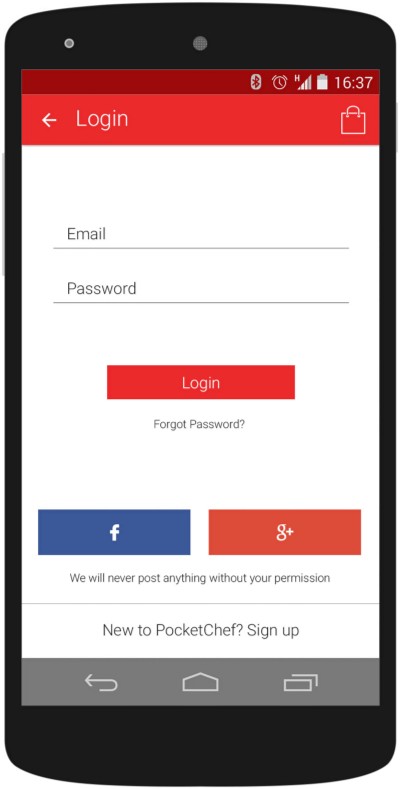 H 16:37
Login
Email
Password
Login
Forgot Password?
f g+
We will never post anything without your permission
New to PocketChef? Sign up